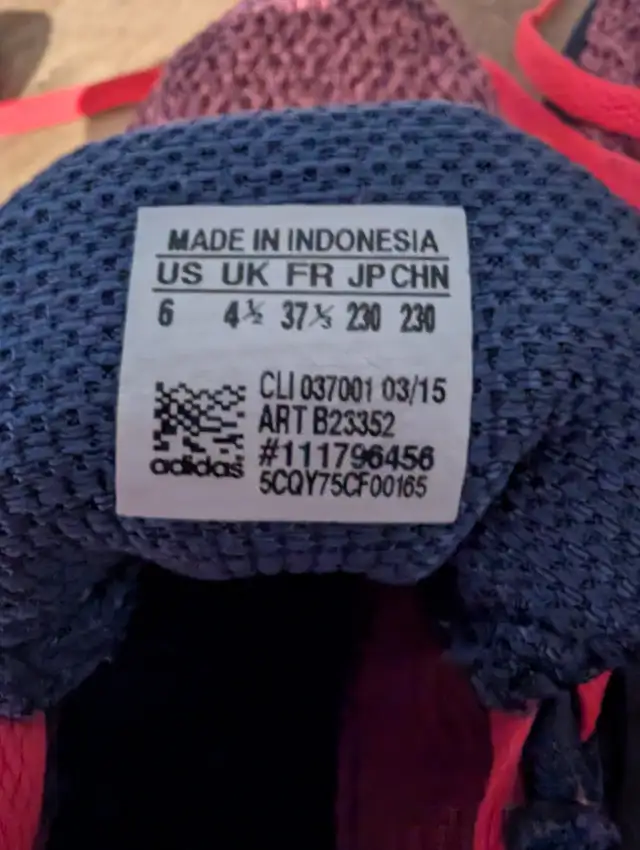 MADE IN INDONESIA
US UK FR JP CHN
6 4½ 37⅓ 230 230
CLI 037001 03/15
ART B23352
#111796456
adidas
5CQY75CF00165